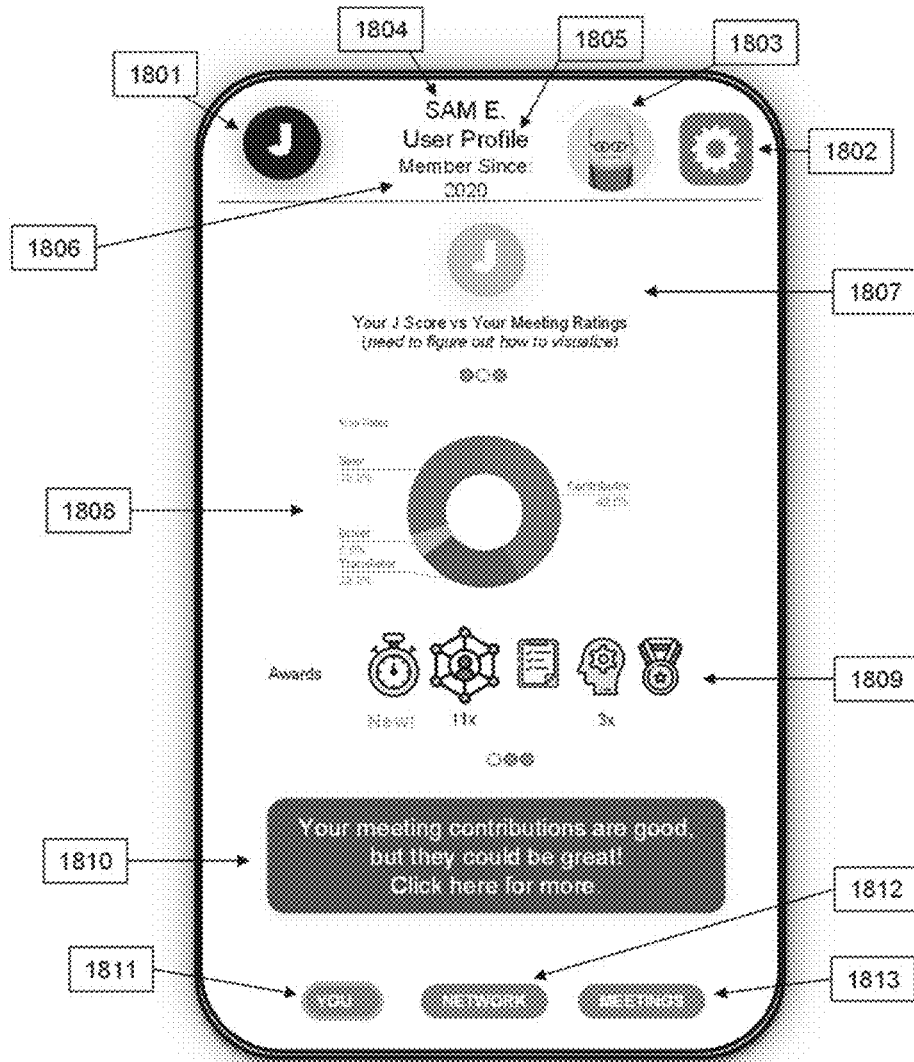 1804
1805
1803
1801
SAM E.
User Profile
Member Since:
2020
J
1802
1806
J
1807
Your J Score vs Your Meeting Ratings
(need to figure out how to visualize)
Contributor
Translator
1808
Awards
New!
11x
3x
1809
Your meeting contributions are good,
but they could be great!
Click here for more
1810
1812
1811
YOU
NETWORK
MEETINGS
1813